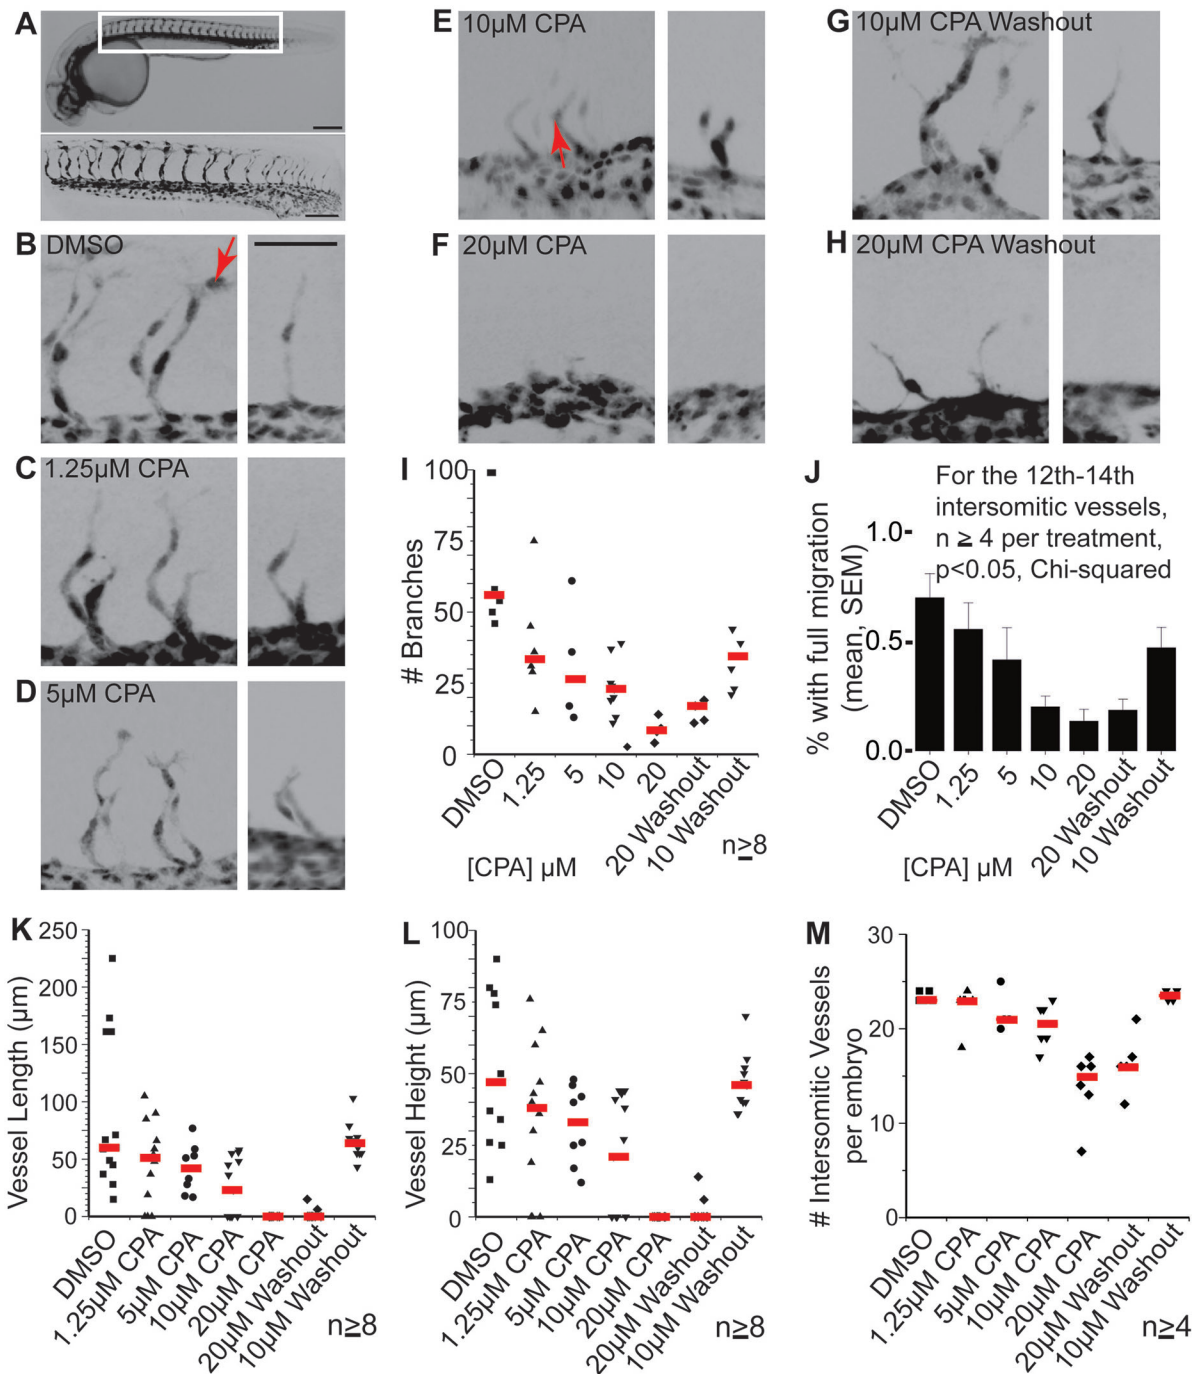 A
B DMSO
C 1.25µM CPA
D 5µM CPA
E 10µM CPA
F 20µM CPA
G 10µM CPA Washout
H 20µM CPA Washout
I
# Branches
100
75
50
25
0
DMSO
1.25
5
10
20
20 Washout
10 Washout
[CPA] µM
n≥8
J
For the 12th-14th
intersomitic vessels,
n ≥ 4 per treatment,
p<0.05, Chi-squared
% with full migration
(mean, SEM)
1.0
0.5
0.0
DMSO
1.25
5
10
20
20 Washout
10 Washout
[CPA] µM
K
Vessel Length (µm)
250
200
150
100
50
0
DMSO
1.25µM CPA
5µM CPA
10µM CPA
20µM CPA
20µM Washout
10µM Washout
n≥8
L
Vessel Height (µm)
100
75
50
25
0
DMSO
1.25µM CPA
5µM CPA
10µM CPA
20µM CPA
20µM Washout
10µM Washout
n≥8
M
# Intersomitic Vessels
per embryo
30
20
10
0
DMSO
1.25µM CPA
5µM CPA
10µM CPA
20µM CPA
20µM Washout
10µM Washout
n≥4